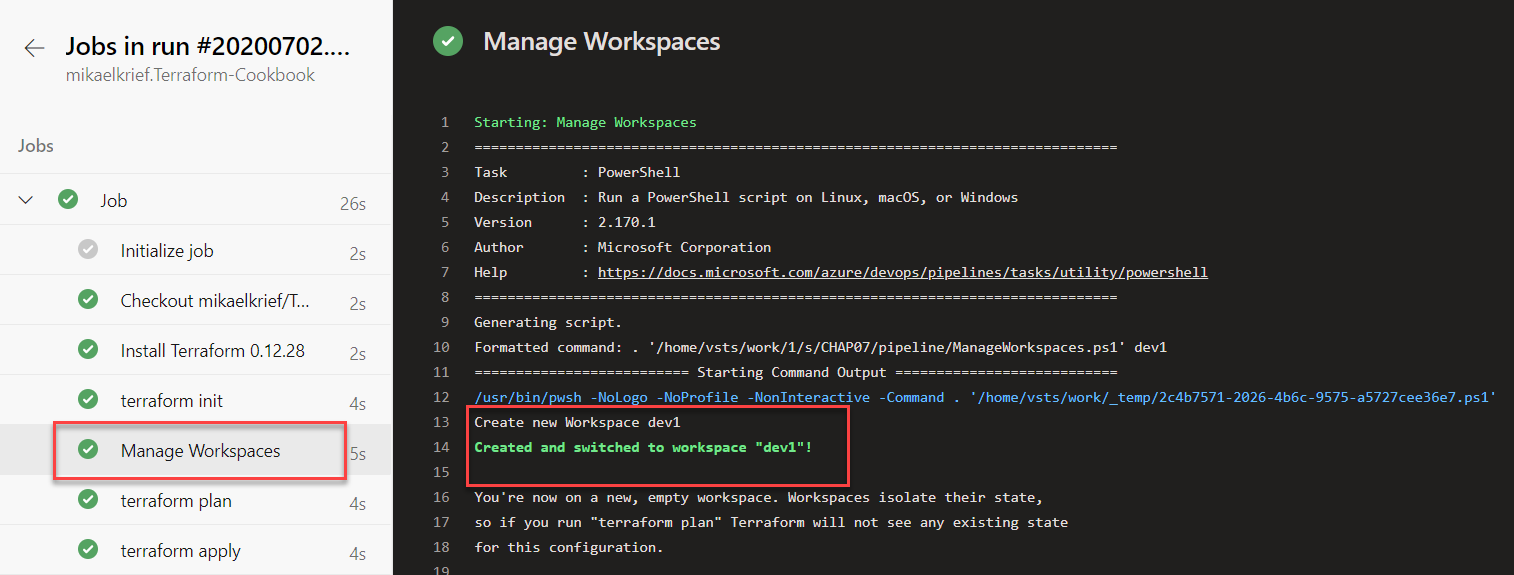 Jobs in run #20200702....
mikaelkrief.Terraform-Cookbook
Jobs
Job 26s
Initialize job 2s
Checkout mikaelkrief/T... 2s
Install Terraform 0.12.28 2s
terraform init 4s
Manage Workspaces 5s
terraform plan 4s
terraform apply 4s
Manage Workspaces
1 Starting: Manage Workspaces
2 ==============================================================================
3 Task         : PowerShell
4 Description  : Run a PowerShell script on Linux, macOS, or Windows
5 Version      : 2.170.1
6 Author       : Microsoft Corporation
7 Help         : https://docs.microsoft.com/azure/devops/pipelines/tasks/utility/powershell
8 ==============================================================================
9 Generating script.
10 Formatted command: . '/home/vsts/work/1/s/CHAP07/pipeline/ManageWorkspaces.ps1' dev1
11 ========================== Starting Command Output ===========================
12 /usr/bin/pwsh -NoLogo -NoProfile -NonInteractive -Command . '/home/vsts/work/_temp/2c4b7571-2026-4b6c-9575-a5727cee36e7.ps1'
13 Create new Workspace dev1
14 Created and switched to workspace "dev1"!
15
16 You're now on a new, empty workspace. Workspaces isolate their state,
17 so if you run "terraform plan" Terraform will not see any existing state
18 for this configuration.
19